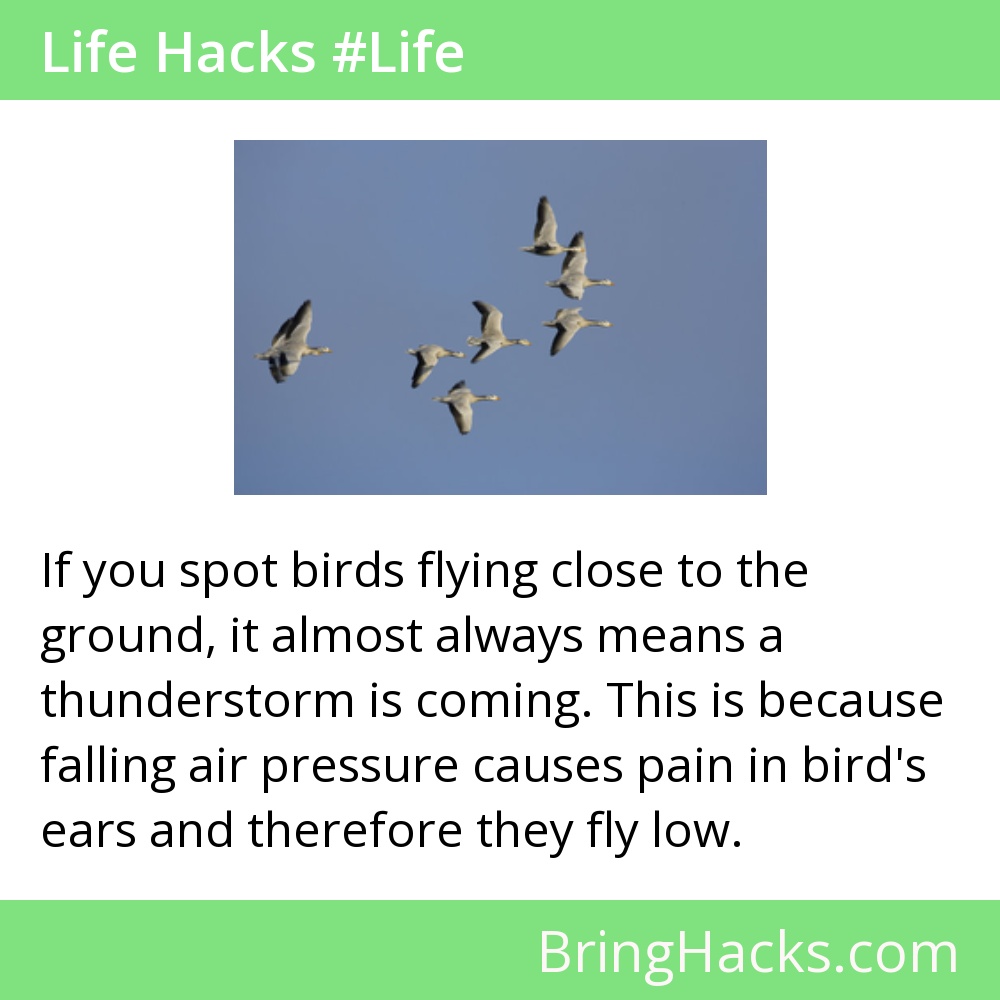 Life Hacks #Life
If you spot birds flying close to the
ground, it almost always means a
thunderstorm is coming. This is because
falling air pressure causes pain in bird's
ears and therefore they fly low.
BringHacks.com